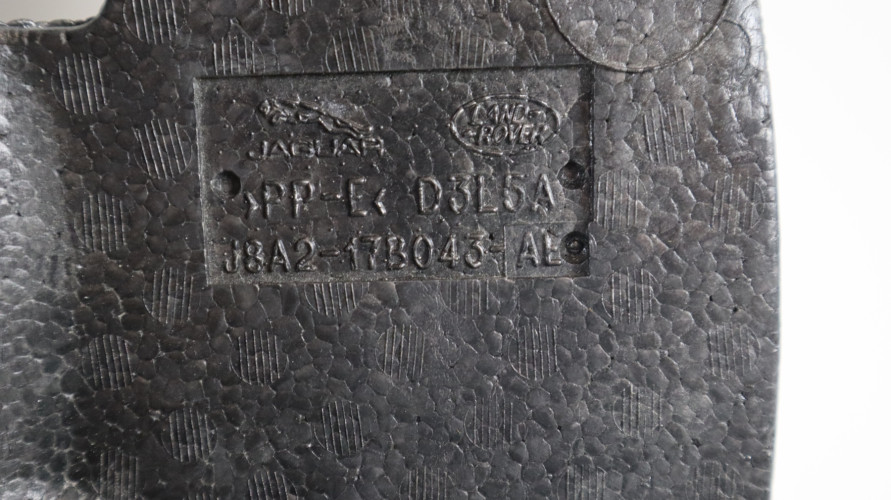 JAGUAR
LAND-
ROVER
>PP-E< D3L5A
J8A2-17B043-AE